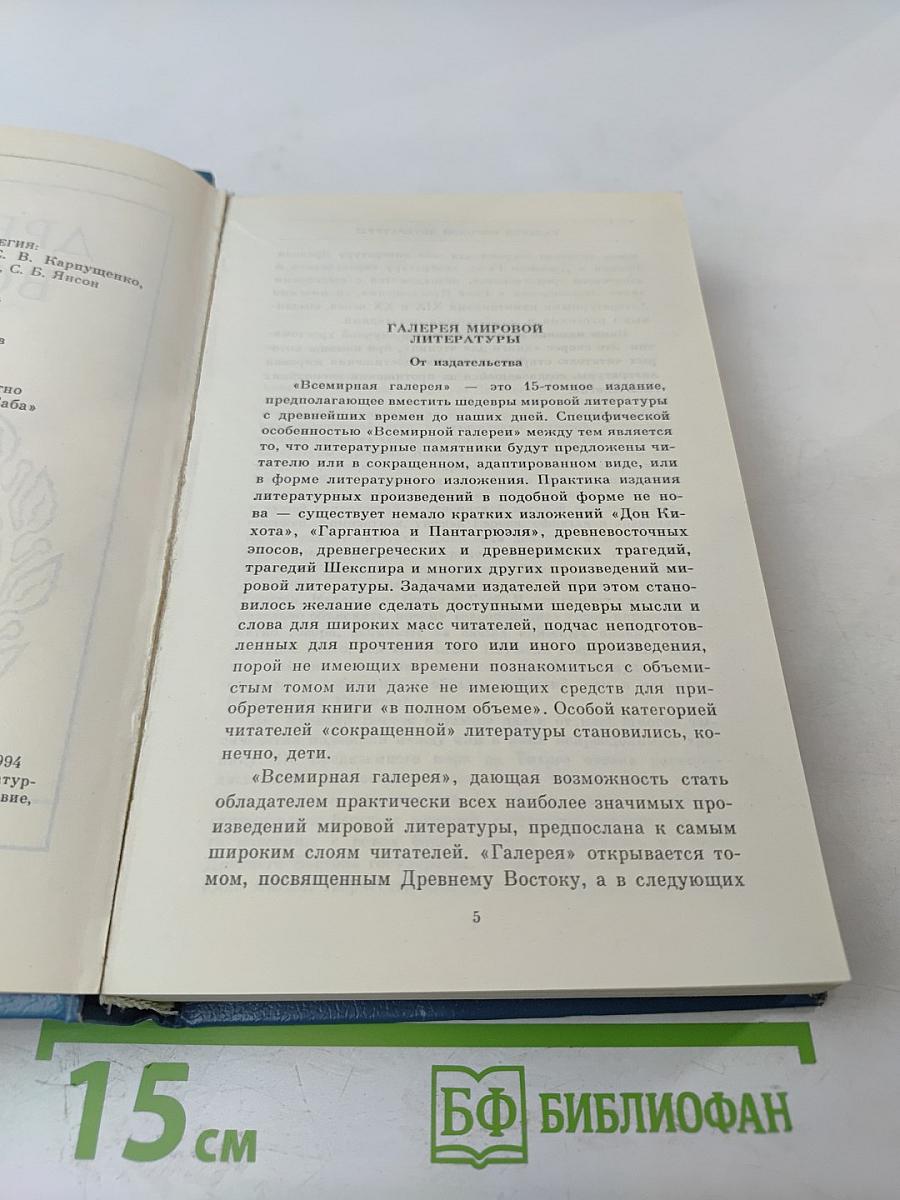 ЕГИЯ:
В. Карпущенко,
С. Б. Янсон
в
тно
аба»
994
атур-
вие,
ГАЛЕРЕЯ МИРОВОЙ
ЛИТЕРАТУРЫ
От издательства
«Всемирная галерея» — это 15-томное издание,
предполагающее вместить шедевры мировой литературы
с древнейших времен до наших дней. Специфической
особенностью «Всемирной галереи» между тем является
то, что литературные памятники будут предложены чи-
тателю или в сокращенном, адаптированном виде, или
в форме литературного изложения. Практика издания
литературных произведений в подобной форме не но-
ва — существует немало кратких изложений «Дон Ки-
хота», «Гаргантюа и Пантагрюэля», древневосточных
эпосов, древнегреческих и древнеримских трагедий,
трагедий Шекспира и многих других произведений ми-
ровой литературы. Задачами издателей при этом стано-
вилось желание сделать доступными шедевры мысли и
слова для широких масс читателей, подчас неподготов-
ленных для прочтения того или иного произведения,
порой не имеющих времени познакомиться с объеми-
стым томом или даже не имеющих средств для при-
обретения книги «в полном объеме». Особой категорией
читателей «сокращенной» литературы становились, ко-
нечно, дети.
«Всемирная галерея», дающая возможность стать
обладателем практически всех наиболее значимых про-
изведений мировой литературы, предпослана к самым
широким слоям читателей. «Галерея» открывается то-
мом, посвященным Древнему Востоку, а в следующих
5
15 см
БФ БИБЛИОФАН